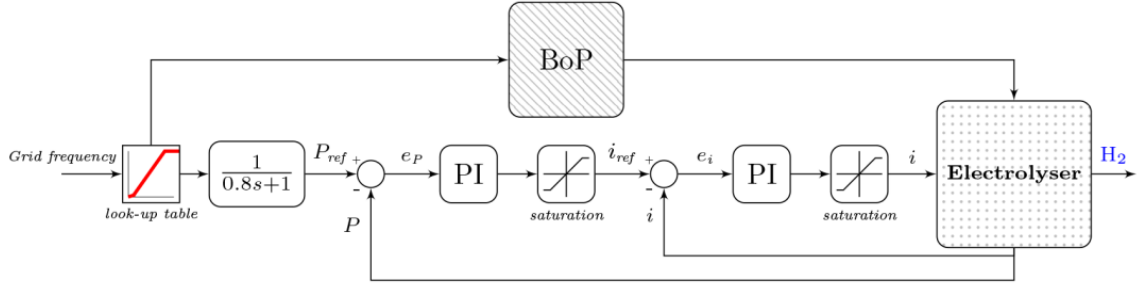 BoP
Grid frequency
look-up table
1
0.8s+1
P_ref
+
-
P
e_P
PI
saturation
i_ref
+
-
i
e_i
PI
saturation
i
Electrolyser
H_2